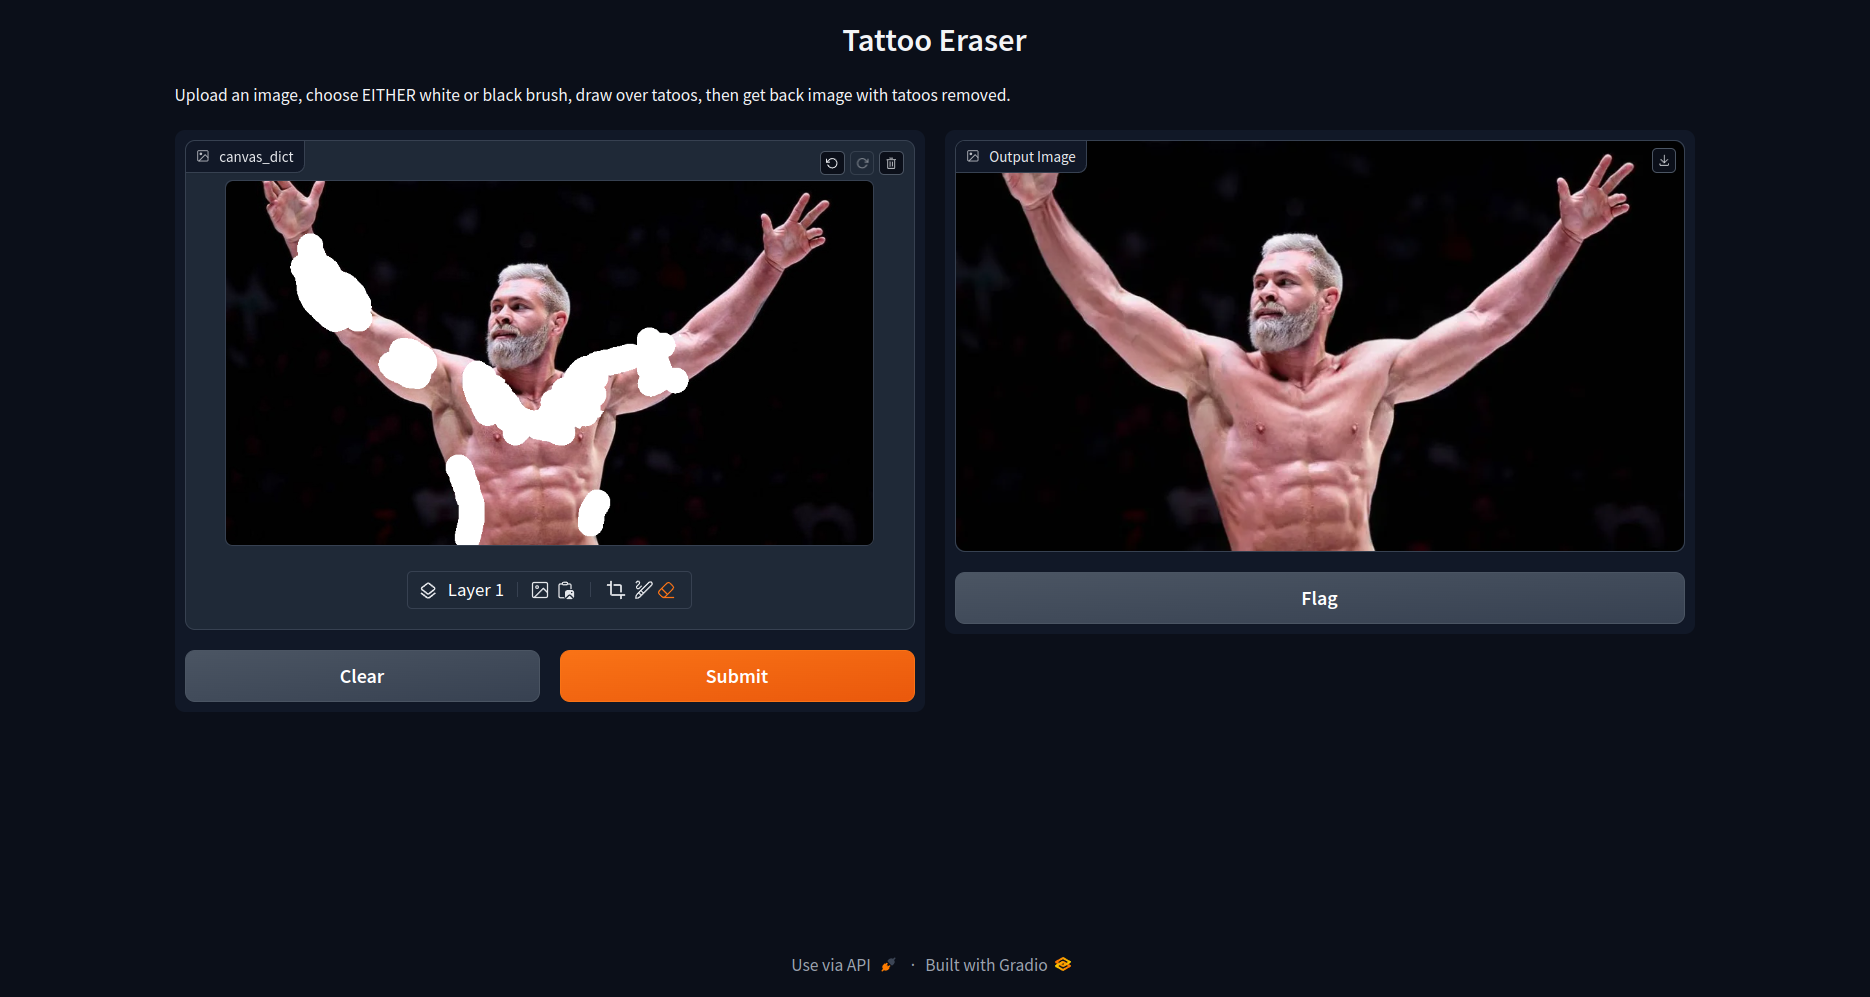 Tattoo Eraser
Upload an image, choose EITHER white or black brush, draw over tatoos, then get back image with tatoos removed.
canvas_dict
Layer 1
Clear
Submit
Output Image
Flag
Use via API · Built with Gradio